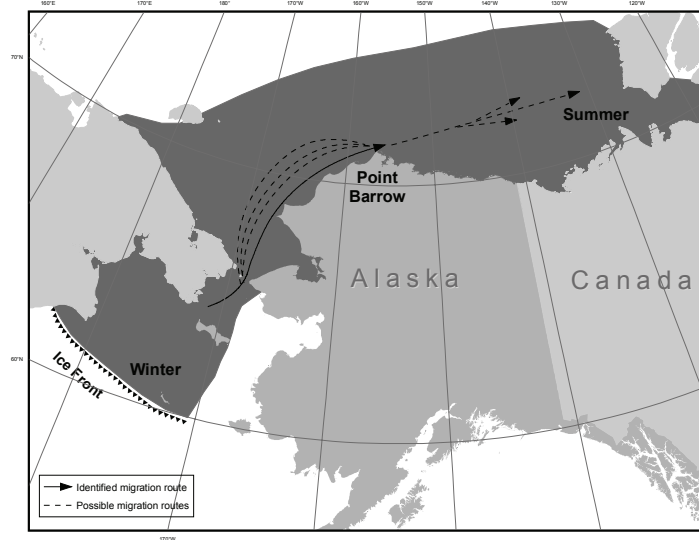 160°E
170°E
180°
170°W
160°W
150°W
140°W
130°W
120°W
70°N
Summer
Point
Barrow
Alaska
Canada
60°N
Winter
Ice Front
Identified migration route
Possible migration routes
170°W